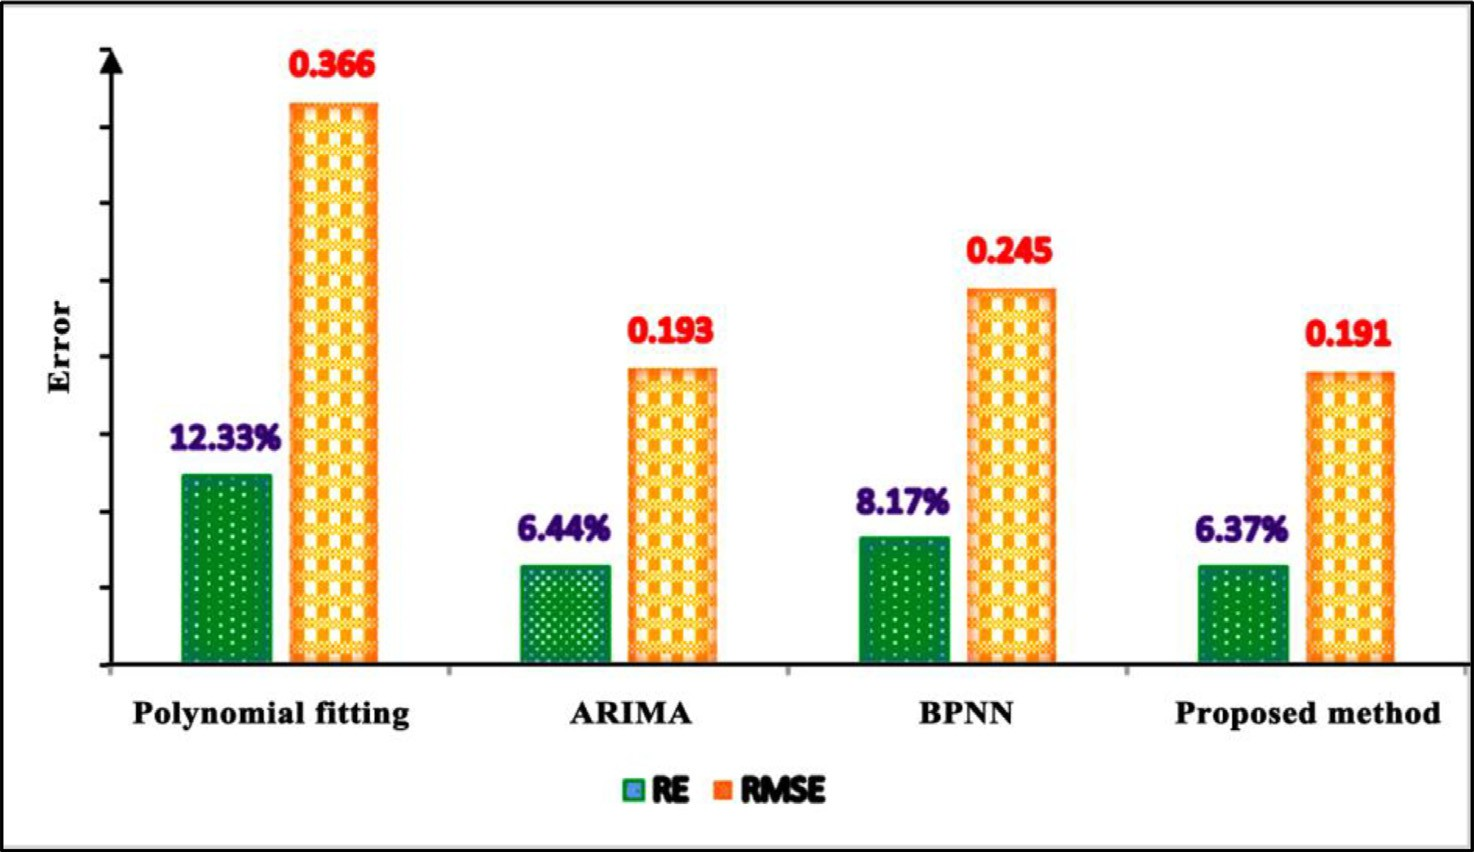 0.366
0.245
0.193
0.191
Error
12.33%
8.17%
6.44%
6.37%
Polynomial fitting
ARIMA
BPNN
Proposed method
RE
RMSE